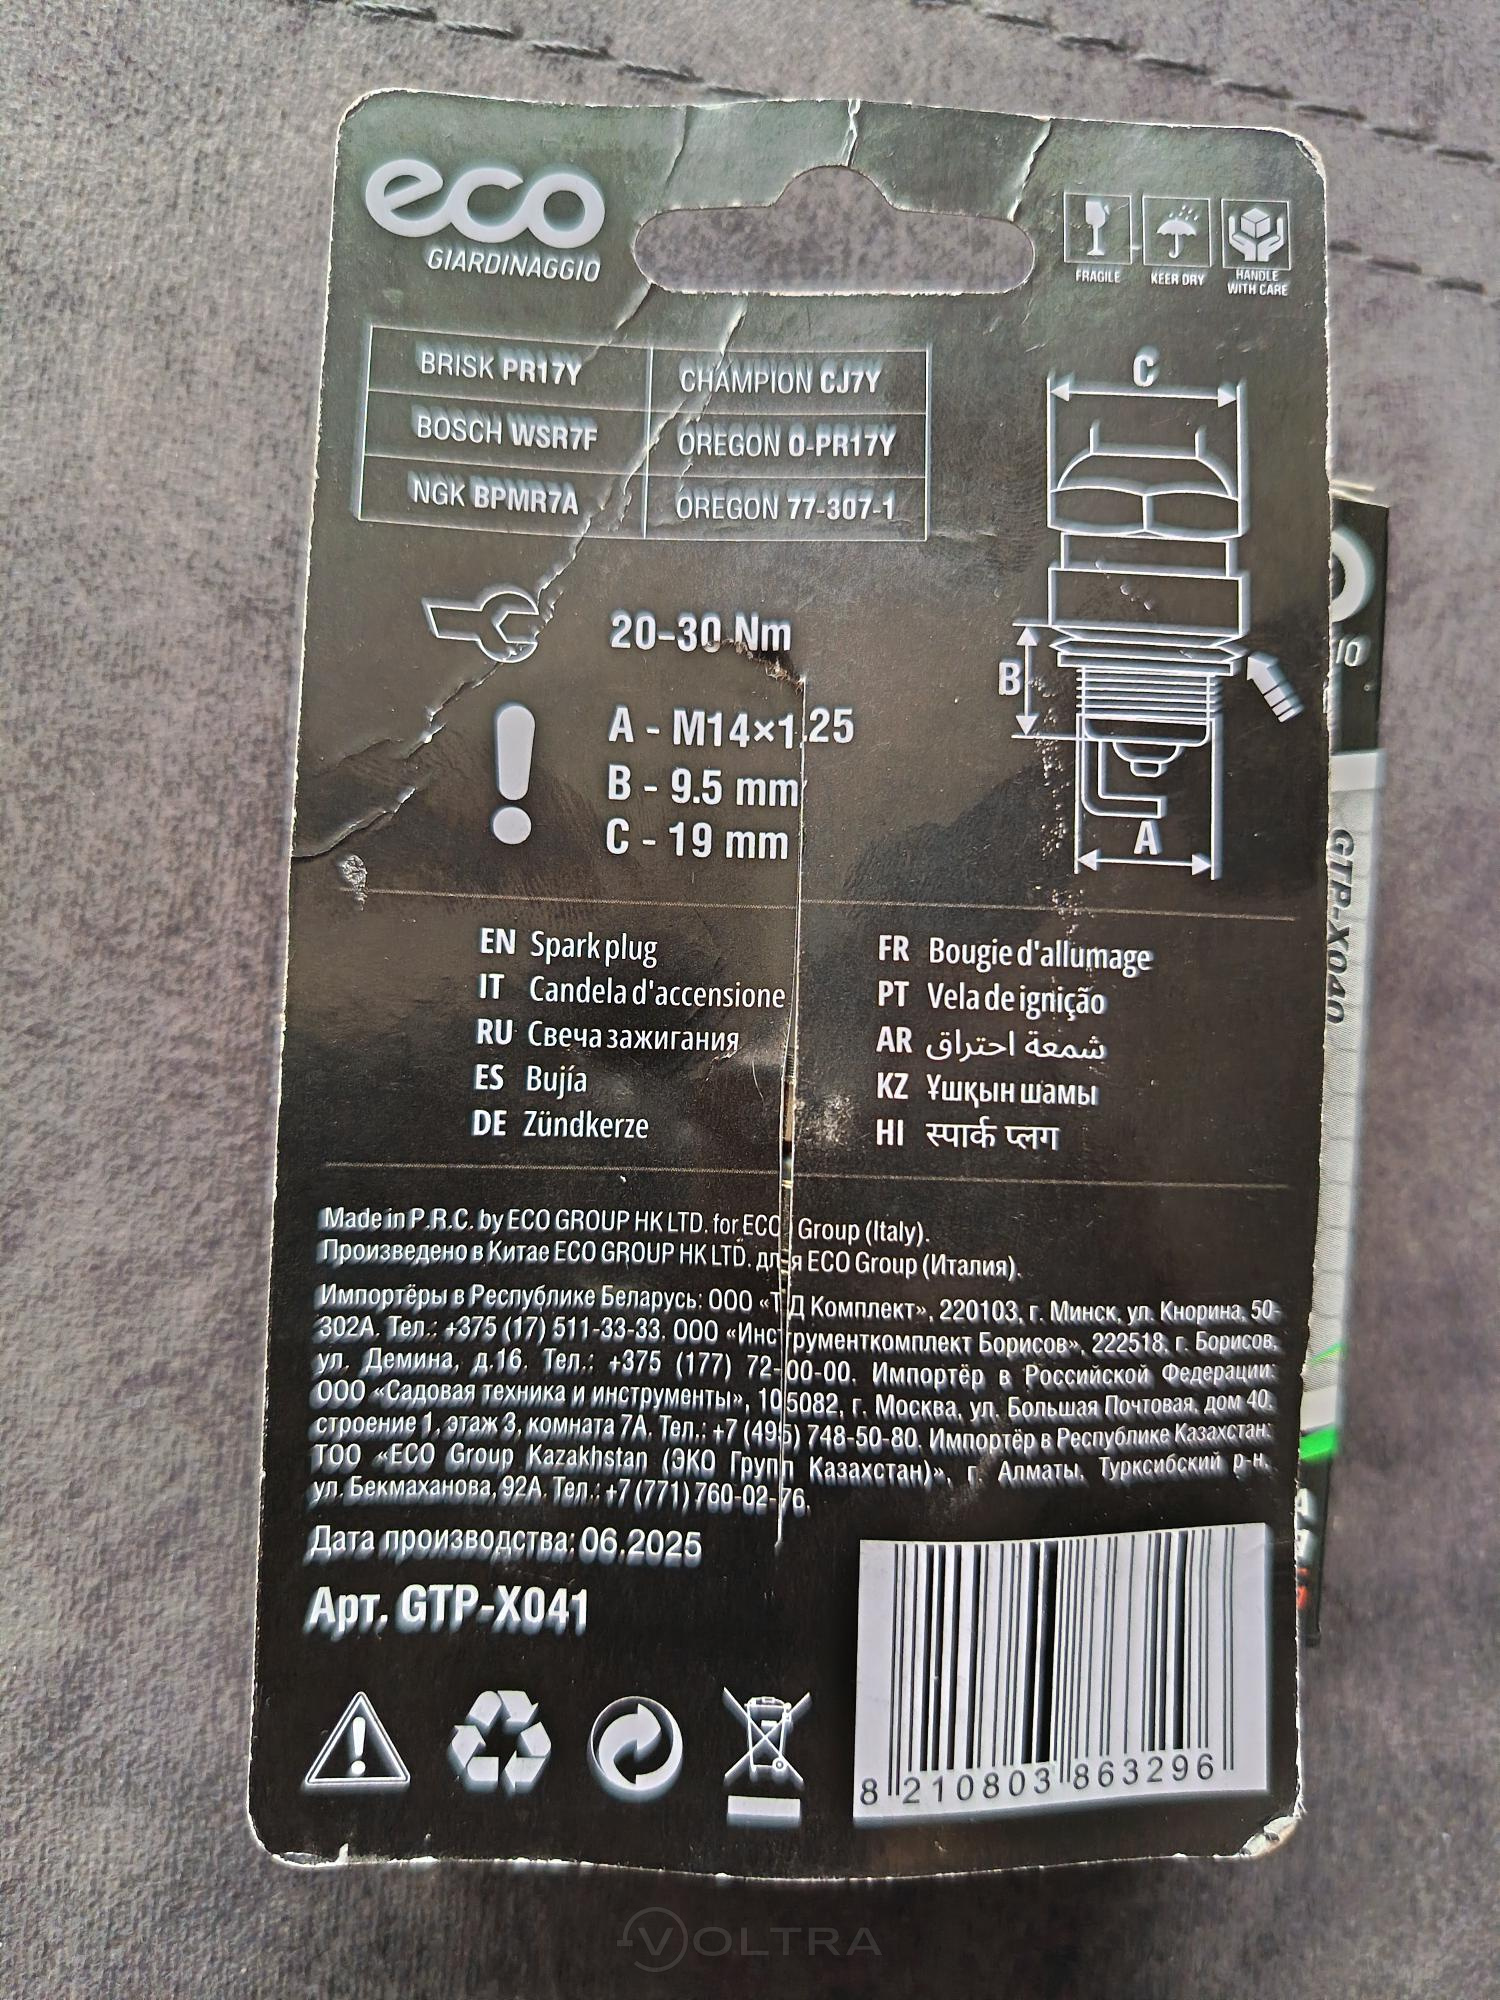 eco
GIARDINAGGIO
FRAGILE
KEER DRY
HANDLE
WITH CARE
BRISK PR17Y
CHAMPION CJ7Y
BOSCH WSR7F
OREGON O-PR17Y
NGK BPMR7A
OREGON 77-307-1
C
B
A
20-30 Nm
A - M14×1.25
B - 9.5 mm
C - 19 mm
EN Spark plug
IT Candela d'accensione
RU Свеча зажигания
ES Bujía
DE Zündkerze
FR Bougie d'allumage
PT Vela de ignição
AR شمعة احتراق
KZ Ұшқын шамы
HI स्पार्क प्लग
Made in P.R.C. by ECO GROUP HK LTD. for ECO Group (Italy).
Произведено в Китае ECO GROUP HK LTD. для ECO Group (Италия).
Импортёры в Республике Беларусь: ООО «ТД Комплект», 220103, г. Минск, ул. Кнорина, 50-
302А. Тел.: +375 (17) 511-33-33. ООО «Инструменткомплект Борисов», 222518, г. Борисов,
ул. Демина, д.16. Тел.: +375 (177) 72-00-00. Импортёр в Российской Федерации:
ООО «Садовая техника и инструменты», 105082, г. Москва, ул. Большая Почтовая, дом 40,
строение 1, этаж 3, комната 7А. Тел.: +7 (495) 748-50-80. Импортёр в Республике Казахстан:
ТОО «ECO Group Kazakhstan (ЭКО Групп Казахстан)», г. Алматы, Турксибский р-н,
ул. Бекмаханова, 92А. Тел.: +7 (771) 760-02-76.
Дата производства: 06.2025
Арт. GTP-X041
8 210803 863296
GTP-X040
VOLTRA